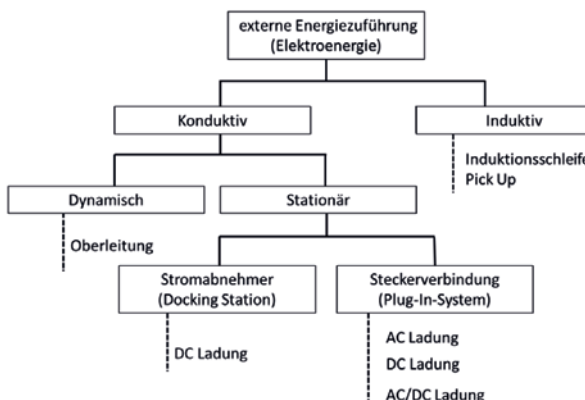 externe Energiezuführung
(Elektroenergie)
Konduktiv
Induktiv
Induktionsschleife
Pick Up
Dynamisch
Stationär
Oberleitung
Stromabnehmer
(Docking Station)
Steckerverbindung
(Plug-In-System)
DC Ladung
AC Ladung
DC Ladung
AC/DC Ladung